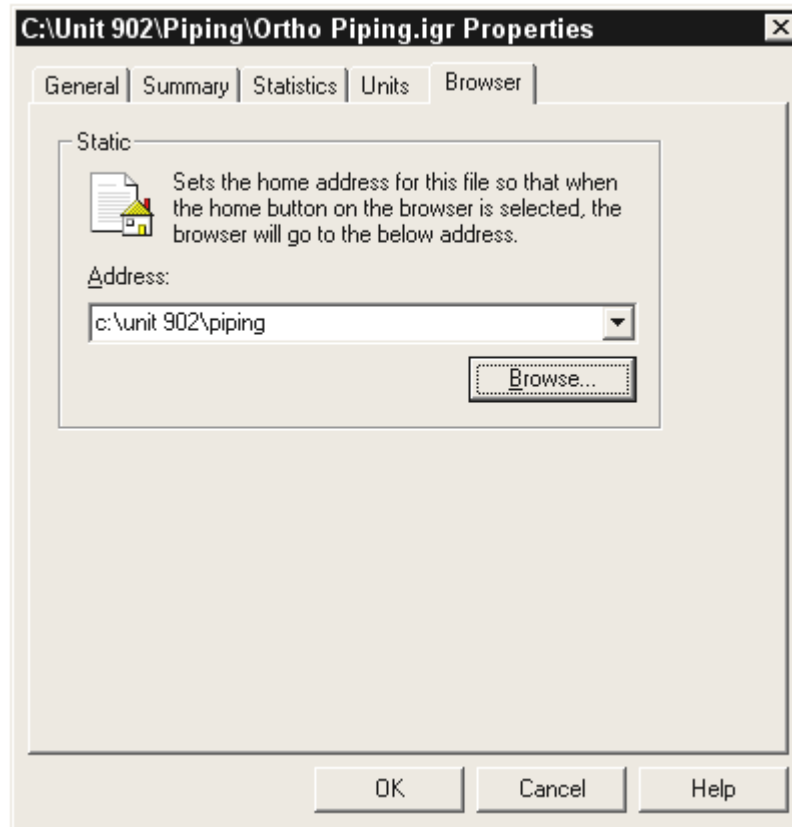 C:\Unit 902\Piping\Ortho Piping.igr Properties
General Summary Statistics Units Browser
Static
Sets the home address for this file so that when
the home button on the browser is selected, the
browser will go to the below address.
Address:
c:\unit 902\piping
Browse...
OK Cancel Help